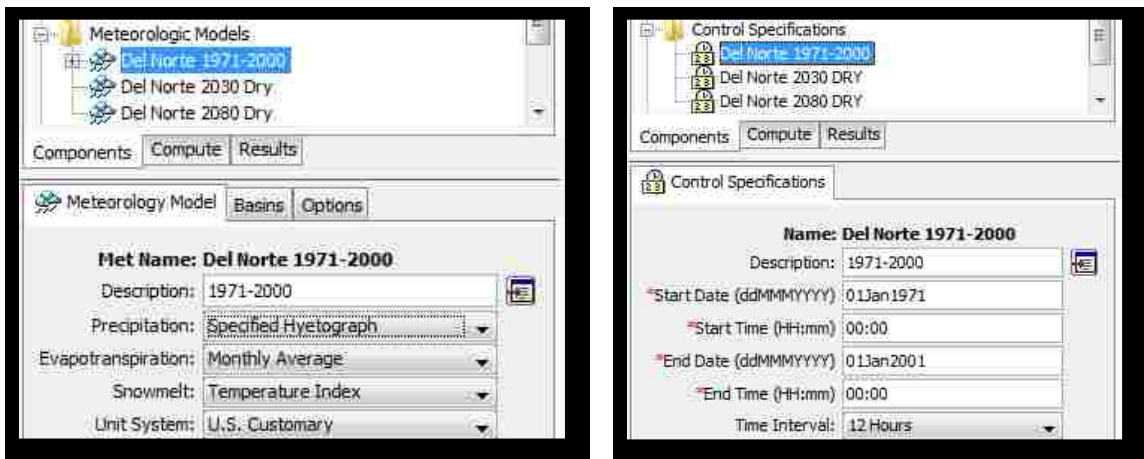 Meteorologic Models
Del Norte 1971-2000
Del Norte 2030 Dry
Del Norte 2080 Dry
Components Compute Results
Meteorology Model Basins Options
Met Name: Del Norte 1971-2000
Description: 1971-2000
Precipitation: Specified Hyetograph
Evapotranspiration: Monthly Average
Snowmelt: Temperature Index
Unit System: U.S. Customary
Control Specifications
Del Norte 1971-2000
Del Norte 2030 DRY
Del Norte 2080 DRY
Components Compute Results
Control Specifications
Name: Del Norte 1971-2000
Description: 1971-2000
*Start Date (ddMMMYYYY) 01Jan1971
*Start Time (HH:mm) 00:00
*End Date (ddMMMYYYY) 01Jan2001
*End Time (HH:mm) 00:00
Time Interval: 12 Hours